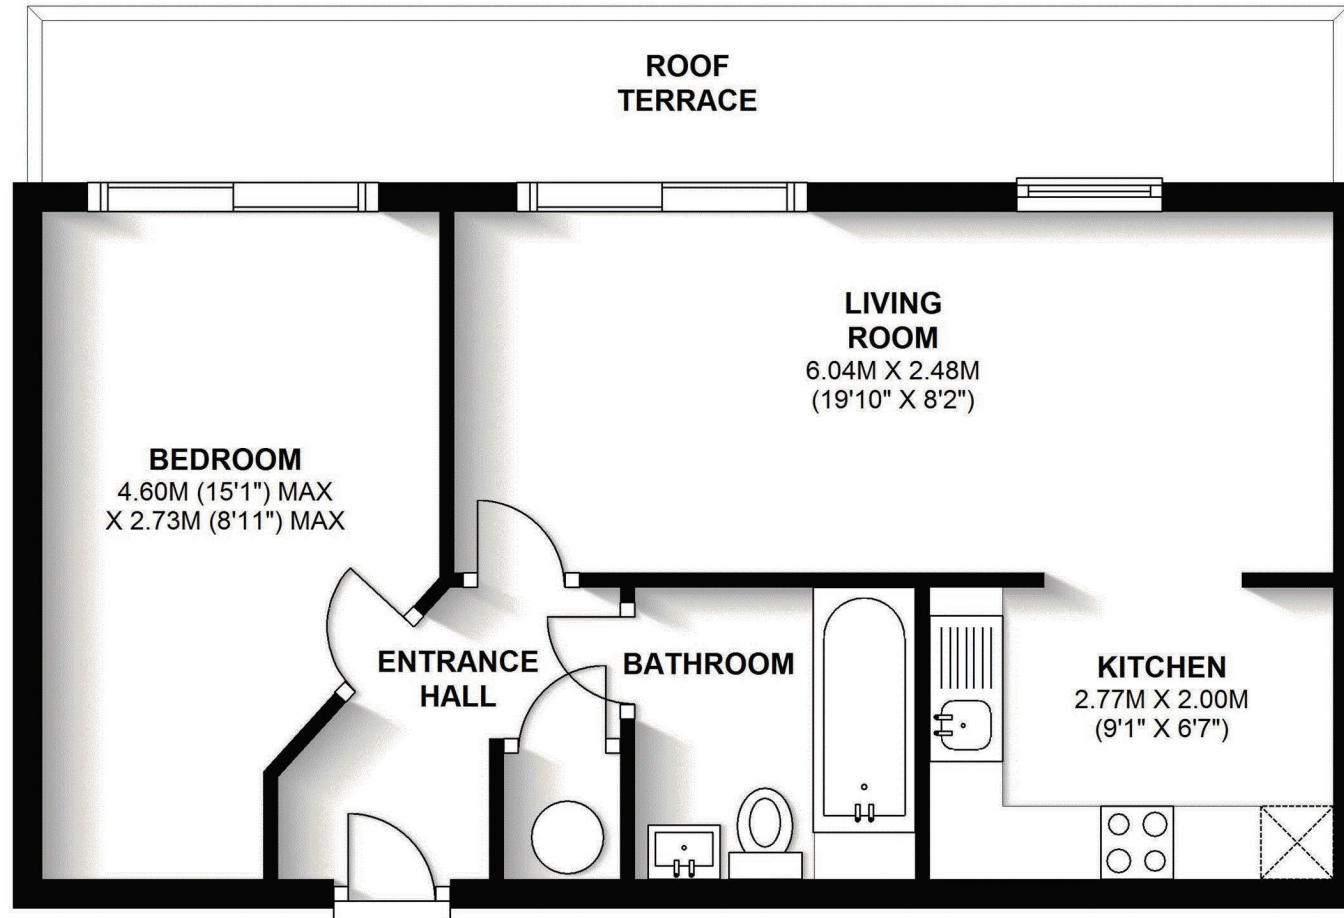 ROOF
TERRACE
LIVING
ROOM
6.04M X 2.48M
(19'10" X 8'2")
BEDROOM
4.60M (15'1") MAX
X 2.73M (8'11") MAX
ENTRANCE
HALL
BATHROOM
KITCHEN
2.77M X 2.00M
(9'1" X 6'7")